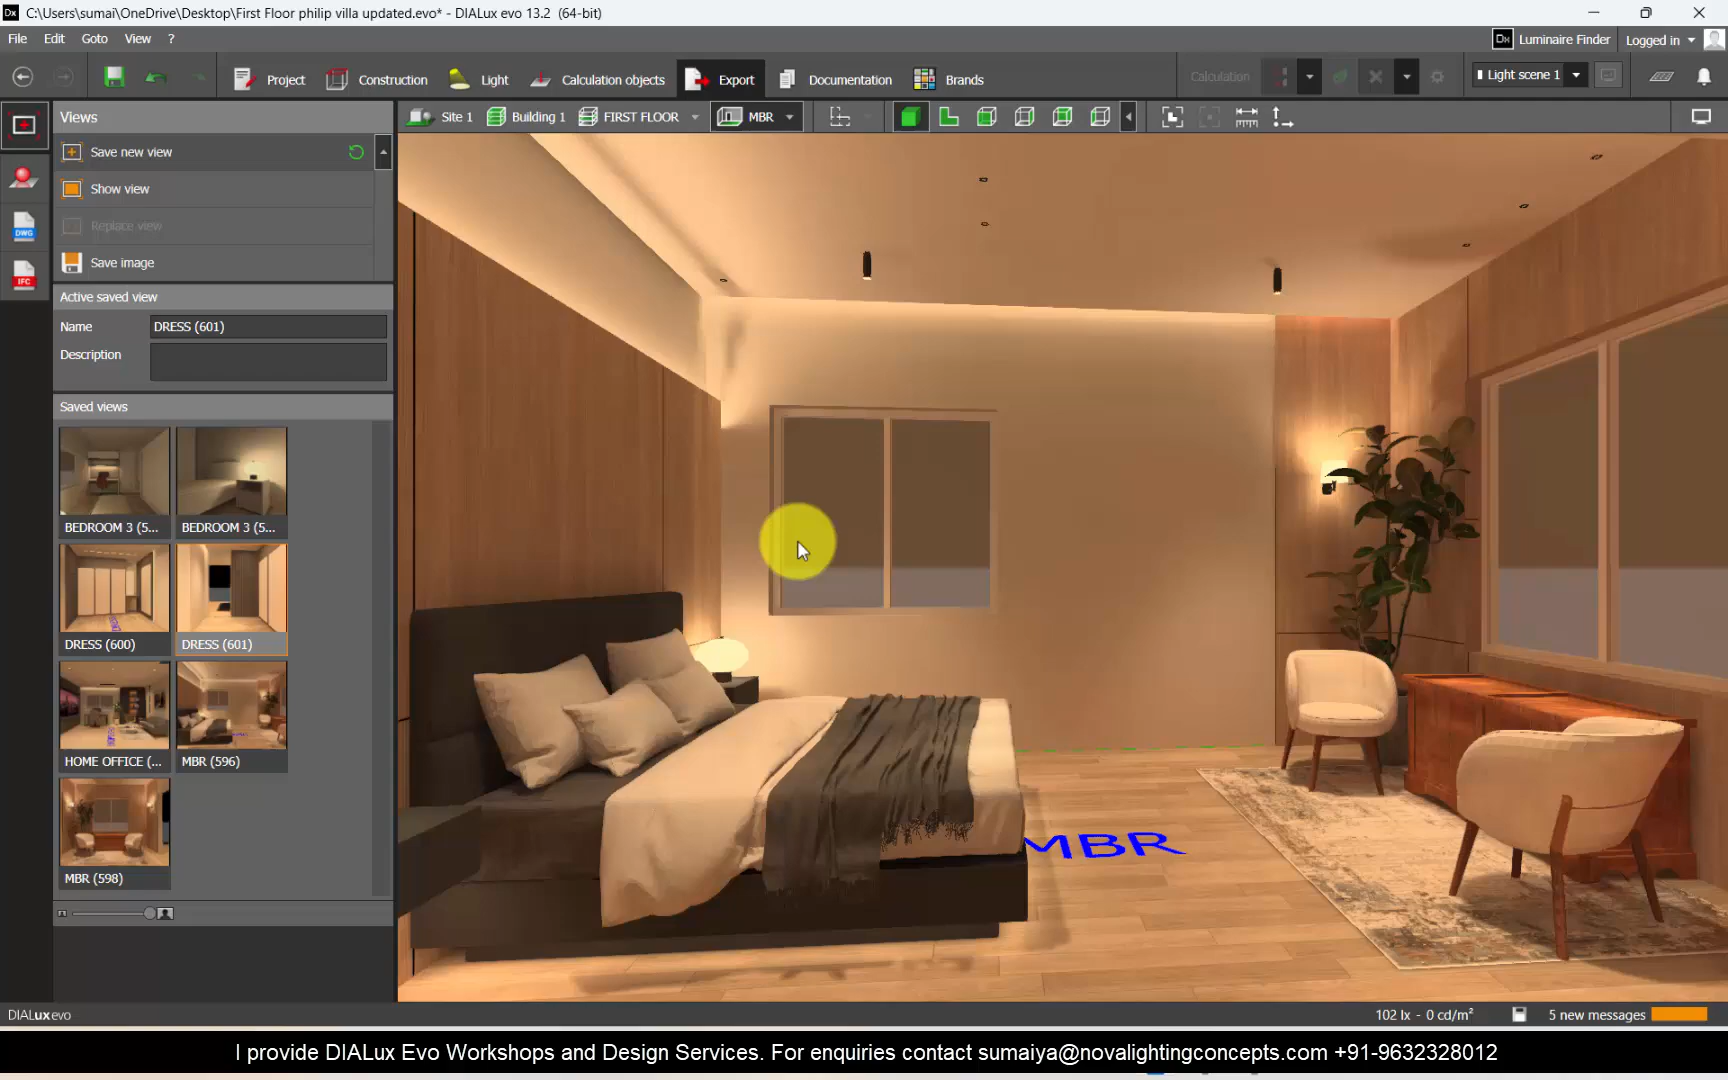 Dx C:\Users\sumai\OneDrive\Desktop\First Floor philip villa updated.evo* - DIALux evo 13.2 (64-bit)
File Edit Goto View ?
Dx Luminaire Finder Logged in
Project Construction Light Calculation objects Export Documentation Brands Calculation Light scene 1
Views
Site 1 Building 1 FIRST FLOOR MBR
Save new view
Show view
DWG
Replace view
Save image
IFC
Active saved view
Name DRESS (601)
Description
Saved views
BEDROOM 3 (5... BEDROOM 3 (5...
DRESS (600) DRESS (601)
HOME OFFICE (... MBR (596)
MBR (598)
MBR
DIALux evo
102 lx - 0 cd/m² 5 new messages
I provide DIALux Evo Workshops and Design Services. For enquiries contact sumaiya@novalightingconcepts.com +91-9632328012